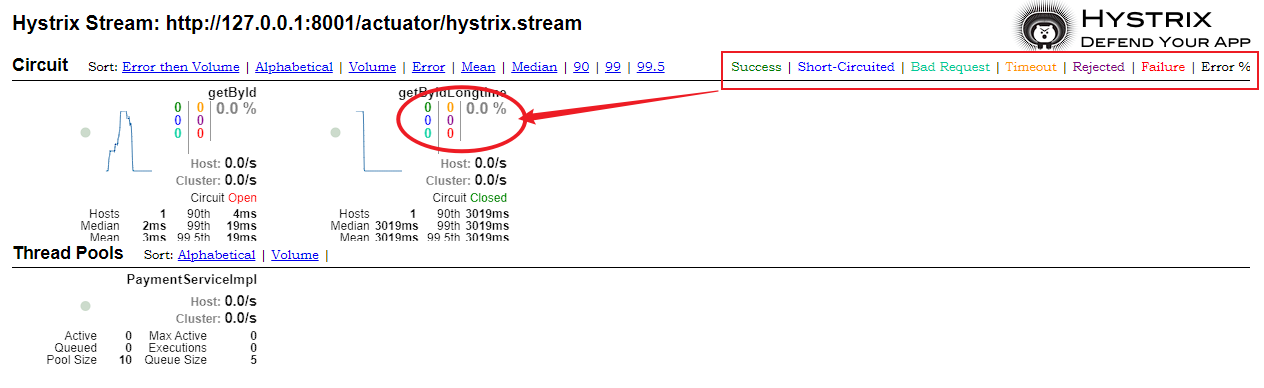 Hystrix Stream: http://127.0.0.1:8001/actuator/hystrix.stream
HYSTRIX
DEFEND YOUR APP
Circuit Sort: Error then Volume | Alphabetical | Volume | Error | Mean | Median | 90 | 99 | 99.5
Success | Short-Circuited | Bad Request | Timeout | Rejected | Failure | Error %
getById
0 0 0.0 %
0 0
0 0
Host: 0.0/s
Cluster: 0.0/s
Circuit Open
Hosts 1 90th 4ms
Median 2ms 99th 19ms
Mean 3ms 99.5th 19ms
getByIdLongtime
0 0 0.0 %
0 0
0 0
Host: 0.0/s
Cluster: 0.0/s
Circuit Closed
Hosts 1 90th 3019ms
Median 3019ms 99th 3019ms
Mean 3019ms 99.5th 3019ms
Thread Pools Sort: Alphabetical | Volume |
PaymentServiceImpl
Host: 0.0/s
Cluster: 0.0/s
Active 0 Max Active 0
Queued 0 Executions 0
Pool Size 10 Queue Size 5